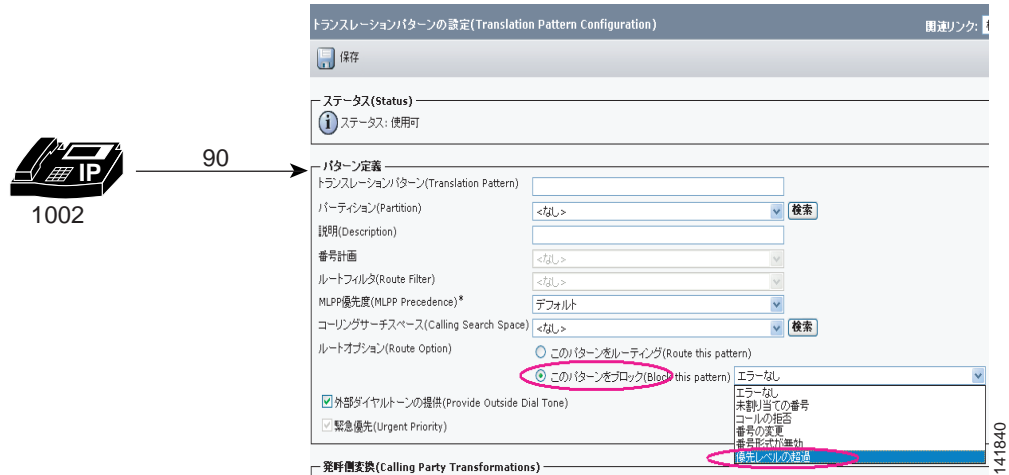 トランスレーションパターンの設定(Translation Pattern Configuration)
関連リンク:
保存
ステータス(Status)
ステータス: 使用可
IP
90
1002
パターン定義
トランスレーションパターン(Translation Pattern)
パーティション(Partition)
<なし>
検索
説明(Description)
番号計画
<なし>
ルートフィルタ(Route Filter)
<なし>
MLPP優先度(MLPP Precedence)*
デフォルト
コーリングサーチスペース(Calling Search Space)
<なし>
検索
ルートオプション(Route Option)
このパターンをルーティング(Route this pattern)
このパターンをブロック(Block this pattern)
エラーなし
エラーなし
未割り当ての番号
コールの拒否
番号の変更
番号形式が無効
優先レベルの超過
外部ダイヤルトーンの提供(Provide Outside Dial Tone)
緊急優先(Urgent Priority)
発呼側変換(Calling Party Transformations)
141840